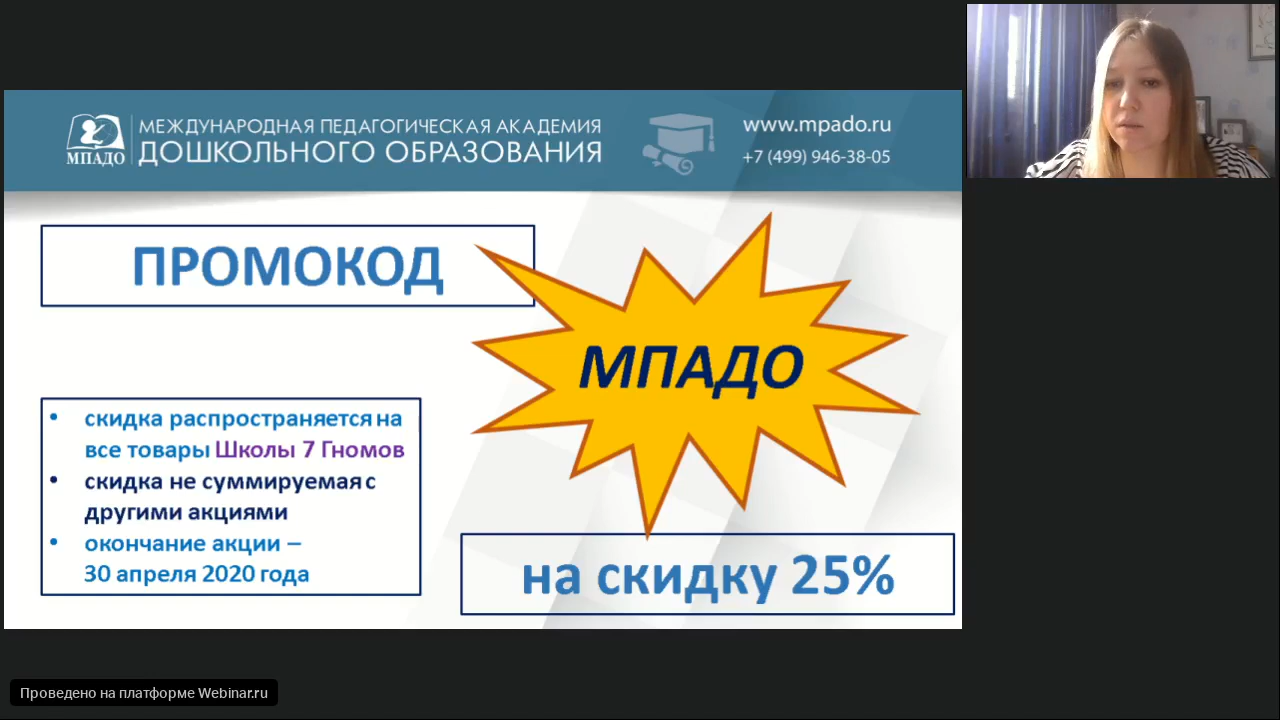 МПАДО
МЕЖДУНАРОДНАЯ ПЕДАГОГИЧЕСКАЯ АКАДЕМИЯ
ДОШКОЛЬНОГО ОБРАЗОВАНИЯ
www.mpado.ru
+7 (499) 946-38-05
ПРОМОКОД
МПАДО
• скидка распространяется на
все товары Школы 7 Гномов
• скидка не суммируемая с
другими акциями
• окончание акции –
30 апреля 2020 года
на скидку 25%
Проведено на платформе Webinar.ru